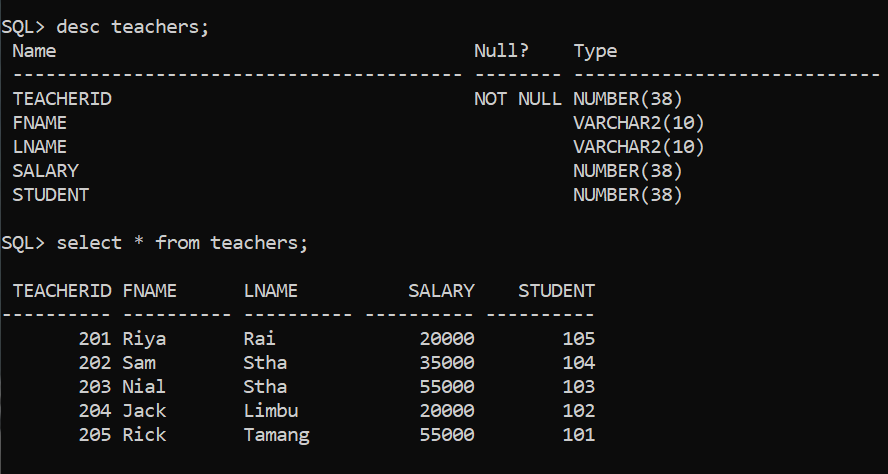 SQL> desc teachers;
 Name                                      Null?    Type
 ----------------------------------------- -------- ----------------------------
 TEACHERID                                 NOT NULL NUMBER(38)
 FNAME                                              VARCHAR2(10)
 LNAME                                              VARCHAR2(10)
 SALARY                                             NUMBER(38)
 STUDENT                                            NUMBER(38)
SQL> select * from teachers;
 TEACHERID FNAME      LNAME          SALARY    STUDENT
---------- ---------- ---------- ---------- ----------
       201 Riya       Rai             20000        105
       202 Sam        Stha            35000        104
       203 Nial       Stha            55000        103
       204 Jack       Limbu           20000        102
       205 Rick       Tamang          55000        101